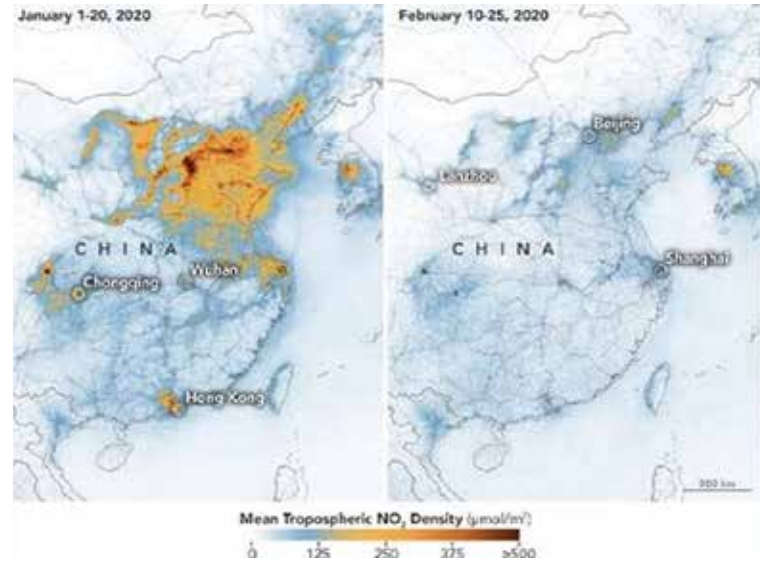 January 1-20, 2020
February 10-25, 2020
Beijing
Lanzhou
CHINA
CHINA
Wuhan
Shanghai
Chongqing
Hong Kong
Mean Tropospheric NO₂ Density (μmol/m²)
0 125 250 375 ≥500